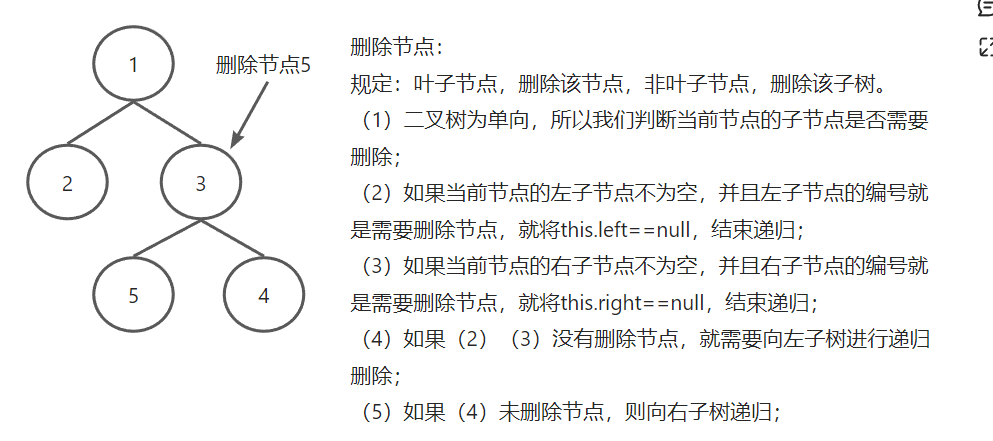 1
删除节点5
2
3
5
4
删除节点：
规定：叶子节点，删除该节点，非叶子节点，删除该子树。
（1）二叉树为单向，所以我们判断当前节点的子节点是否需要
删除；
（2）如果当前节点的左子节点不为空，并且左子节点的编号就
是需要删除节点，就将this.left==null，结束递归；
（3）如果当前节点的右子节点不为空，并且右子节点的编号就
是需要删除节点，就将this.right==null，结束递归；
（4）如果（2）（3）没有删除节点，就需要向左子树进行递归
删除；
（5）如果（4）未删除节点，则向右子树递归；